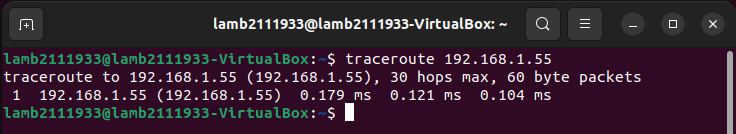 lamb2111933@lamb2111933-VirtualBox: ~
lamb2111933@lamb2111933-VirtualBox:~$ traceroute 192.168.1.55
traceroute to 192.168.1.55 (192.168.1.55), 30 hops max, 60 byte packets
 1  192.168.1.55 (192.168.1.55)  0.179 ms  0.121 ms  0.104 ms
lamb2111933@lamb2111933-VirtualBox:~$